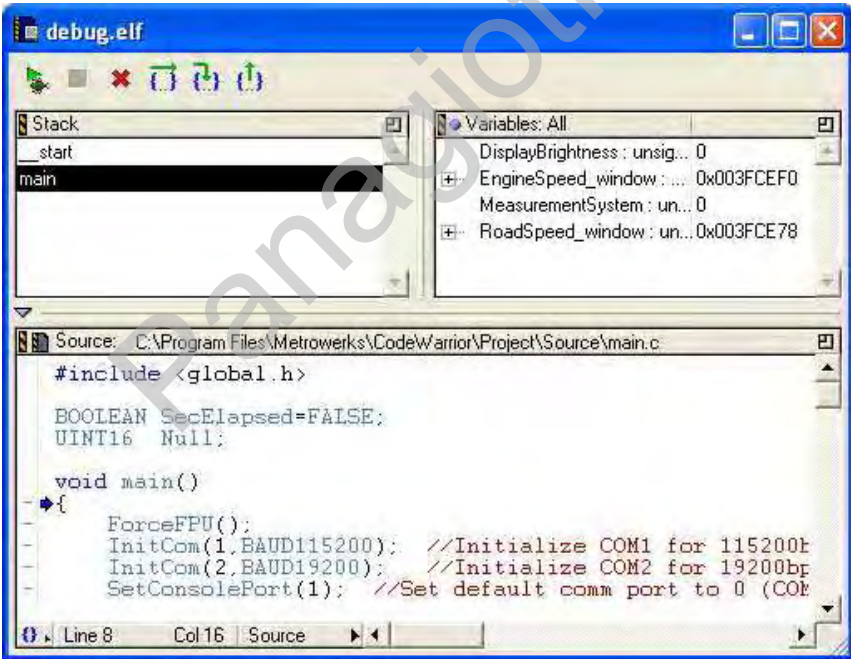 debug.elf
Stack
__start
main
Variables: All
DisplayBrightness : unsig... 0
EngineSpeed_window : ... 0x003FCEF0
MeasurementSystem : un... 0
RoadSpeed_window : un... 0x003FCE78
Source: C:\Program Files\Metrowerks\CodeWarrior\Project\Source\main.c
#include <global.h>
BOOLEAN SecElapsed=FALSE;
UINT16 Null;
void main()
{
ForceFPU();
InitCom(1,BAUD115200); //Initialize COM1 for 115200b
InitCom(2,BAUD19200); //Initialize COM2 for 19200bp
SetConsolePort(1); //Set default comm port to 0 (COM
Line 8 Col 16 Source
Panagioti